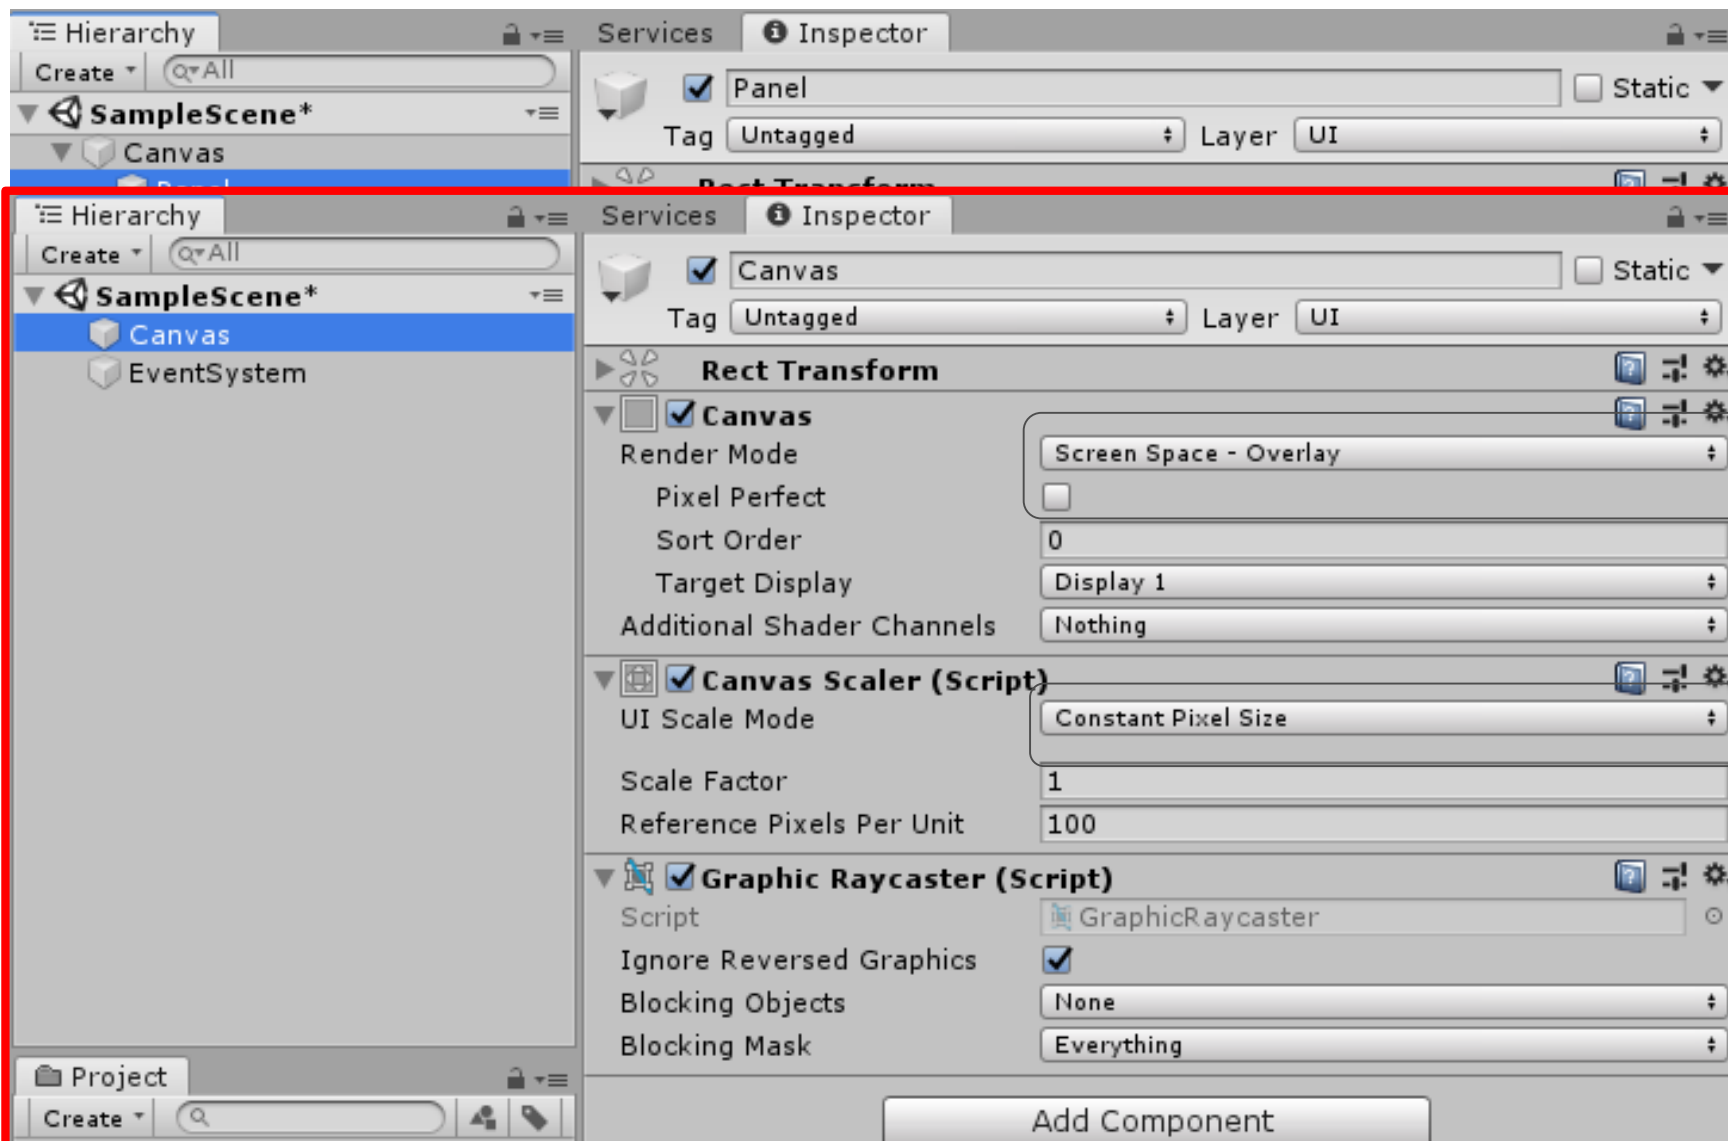 Hierarchy
Services
Inspector
Create
All
Panel
Static
SampleScene*
Tag
Untagged
Layer
UI
Canvas
Panel
Rect Transform
Hierarchy
Services
Inspector
Create
All
Canvas
Static
SampleScene*
Tag
Untagged
Layer
UI
Canvas
EventSystem
Rect Transform
Canvas
Render Mode
Screen Space - Overlay
Pixel Perfect
Sort Order
0
Target Display
Display 1
Additional Shader Channels
Nothing
Canvas Scaler (Script)
UI Scale Mode
Constant Pixel Size
Scale Factor
1
Reference Pixels Per Unit
100
Graphic Raycaster (Script)
Script
GraphicRaycaster
Ignore Reversed Graphics
Blocking Objects
None
Blocking Mask
Everything
Project
Create
Add Component